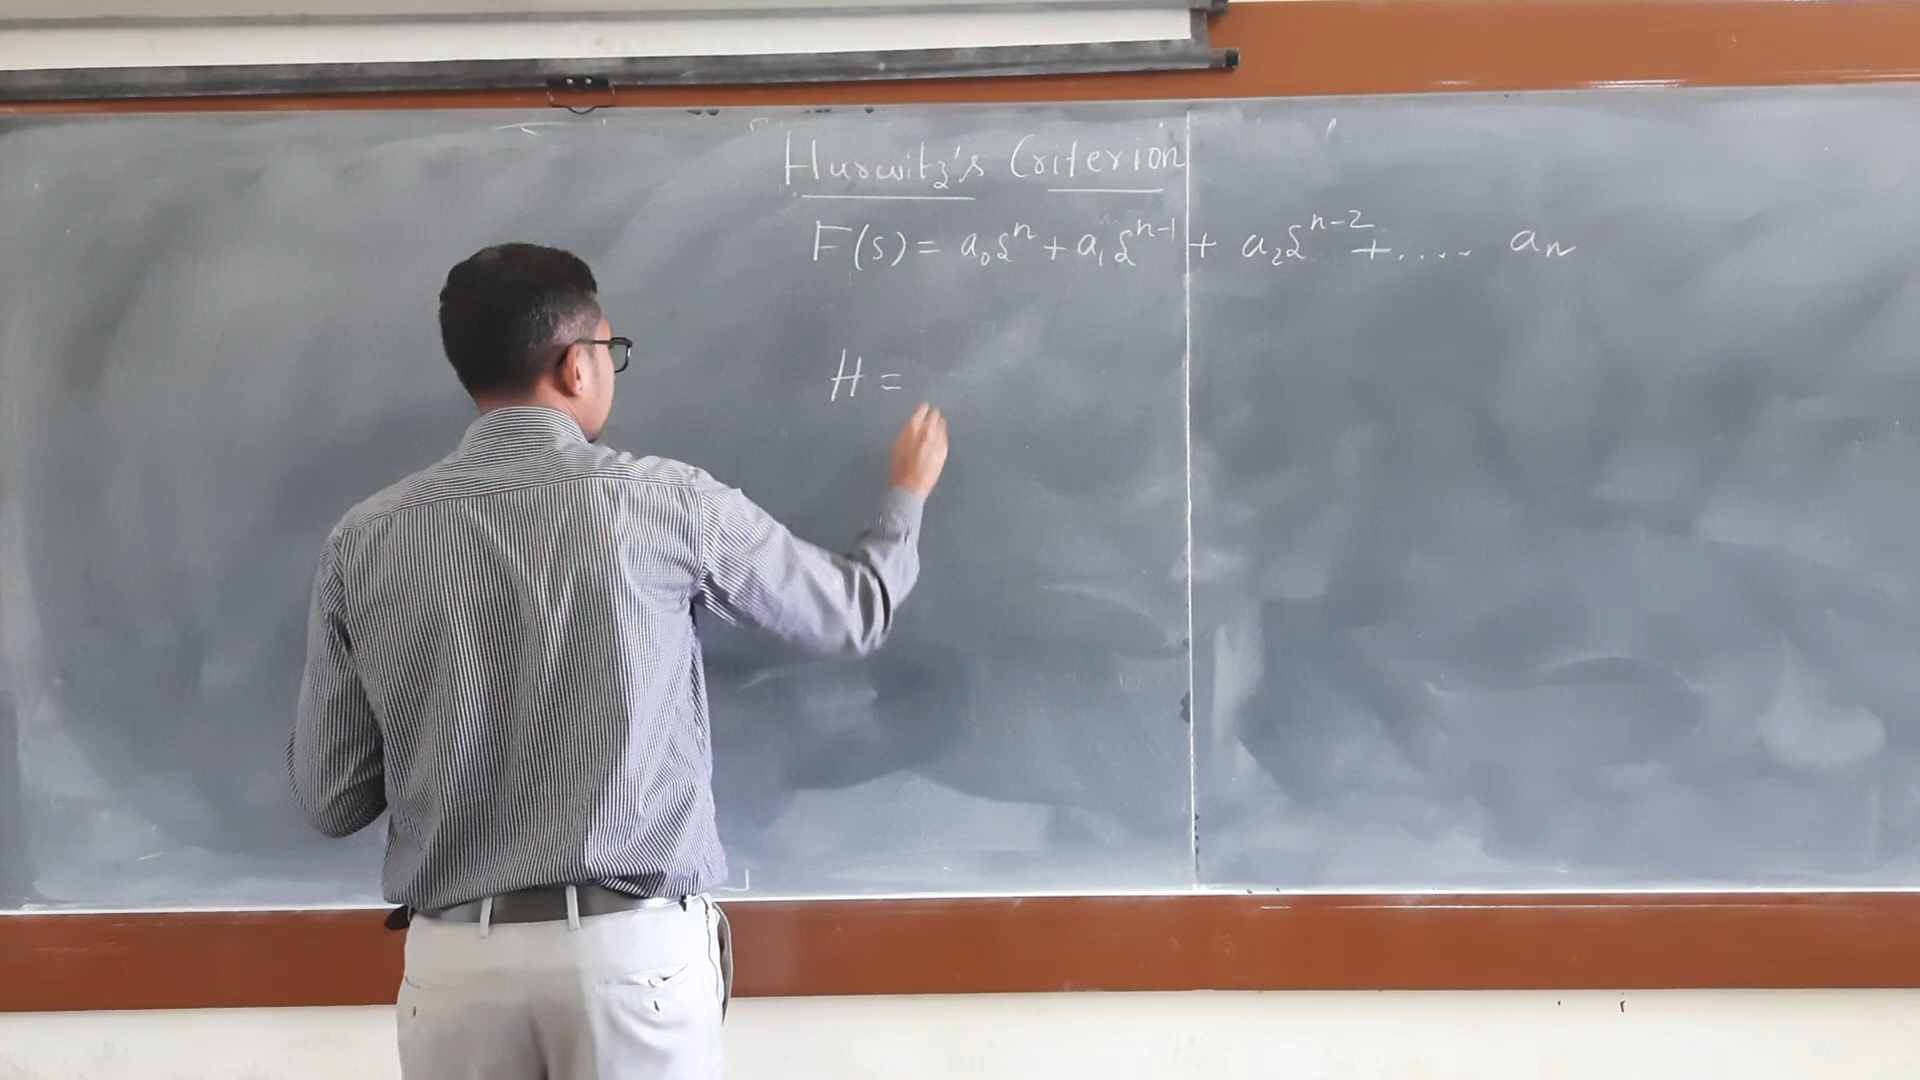 Hurwitz's Criterion
F(s) = a₀sⁿ + a₁sⁿ⁻¹ + a₂sⁿ⁻² + .... aₙ
H =